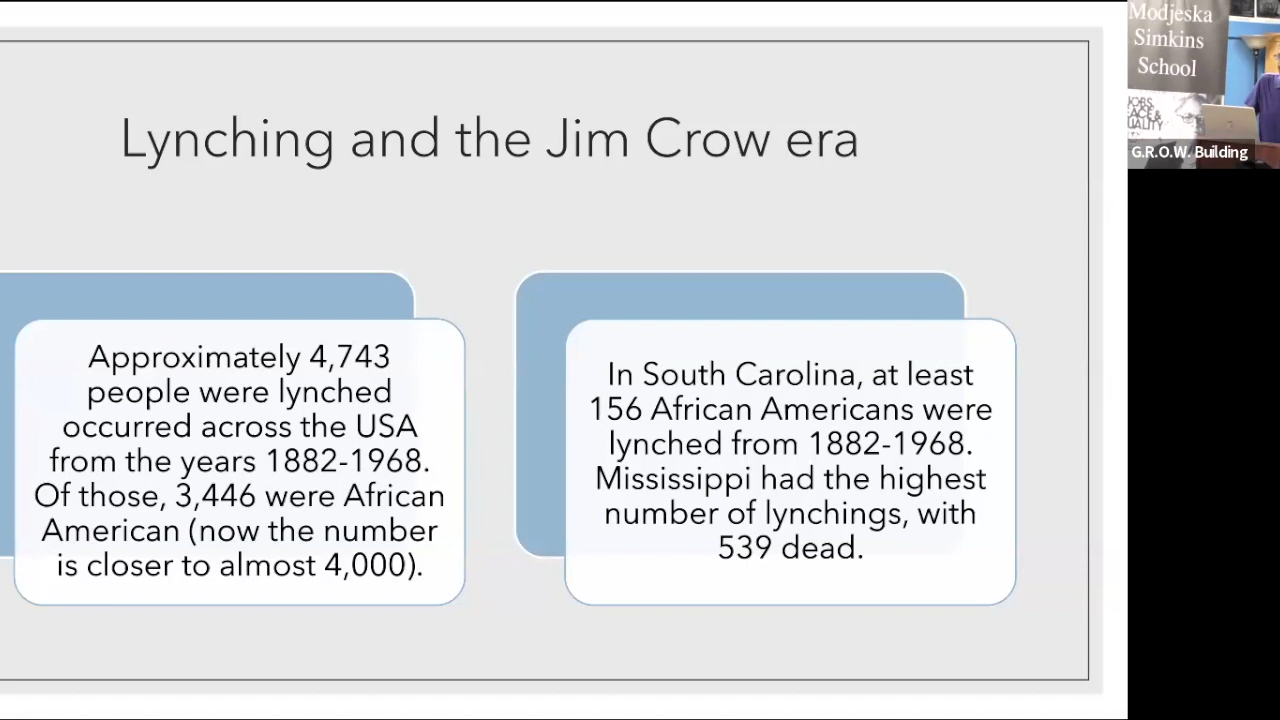 Lynching and the Jim Crow era
Approximately 4,743
people were lynched
occurred across the USA
from the years 1882-1968.
Of those, 3,446 were African
American (now the number
is closer to almost 4,000).
In South Carolina, at least
156 African Americans were
lynched from 1882-1968.
Mississippi had the highest
number of lynchings, with
539 dead.
Modjeska
Simkins
School
G.R.O.W. Building